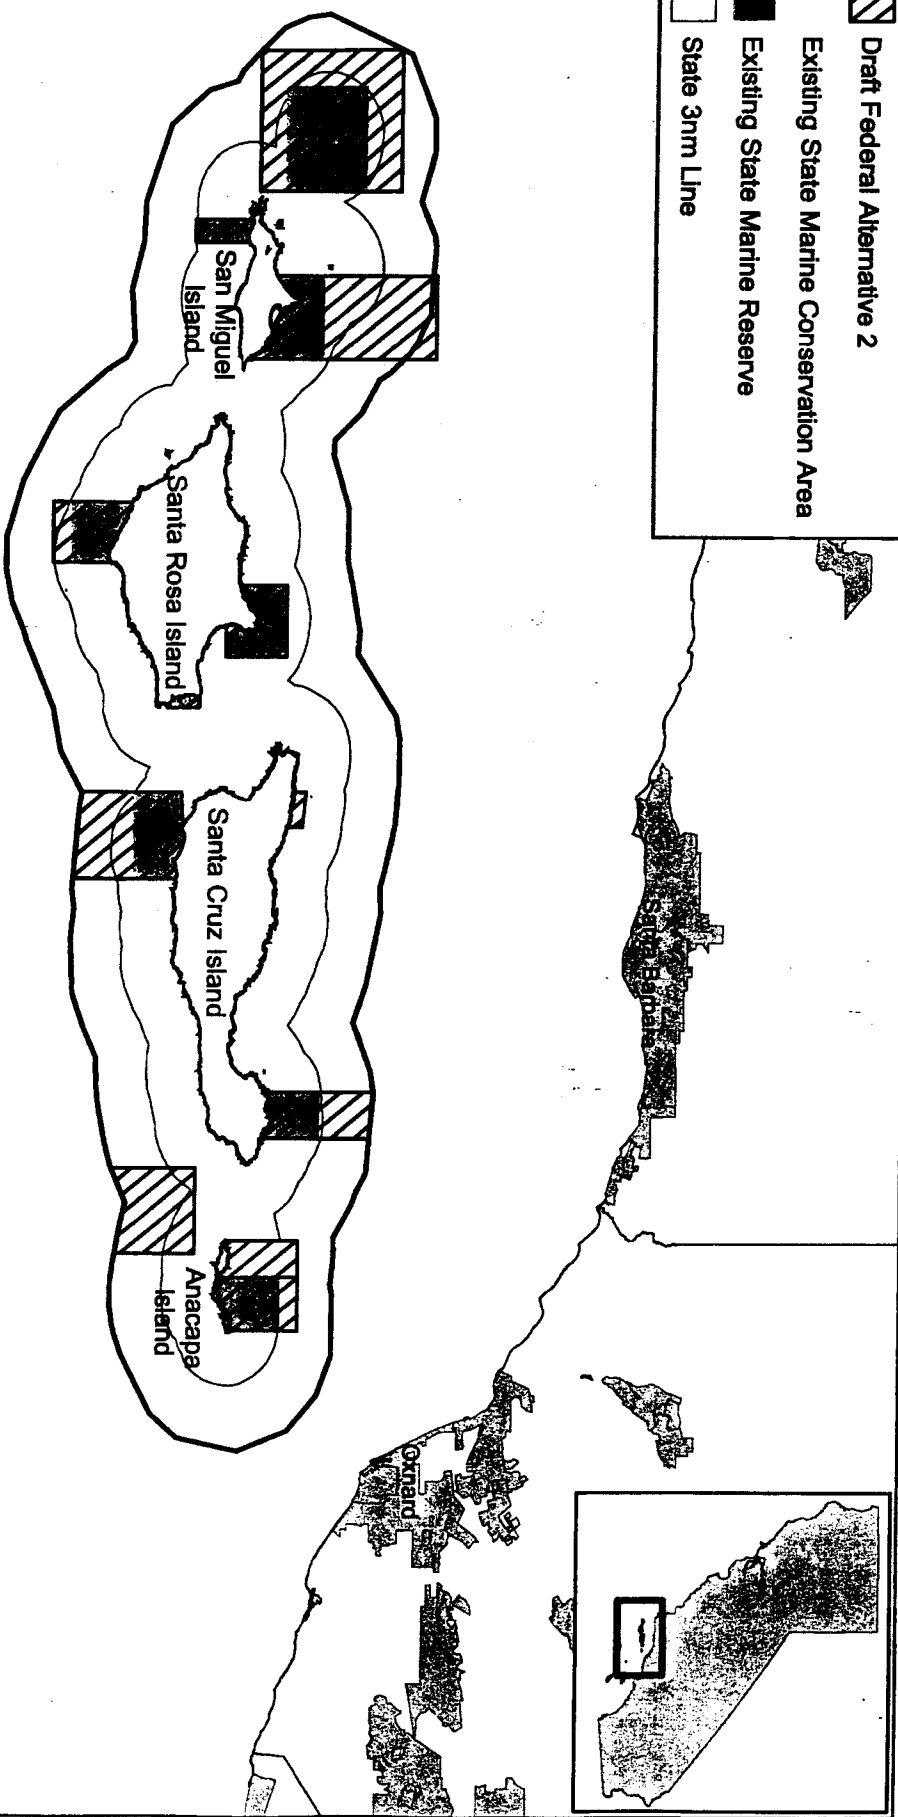 Draft Federal Alternative 2
Existing State Marine Conservation Area
Existing State Marine Reserve
State 3nm Line
Santa Barbara
Oxnard
San Miguel
Island
Santa Rosa Island
Santa Cruz Island
Anacapa
Island